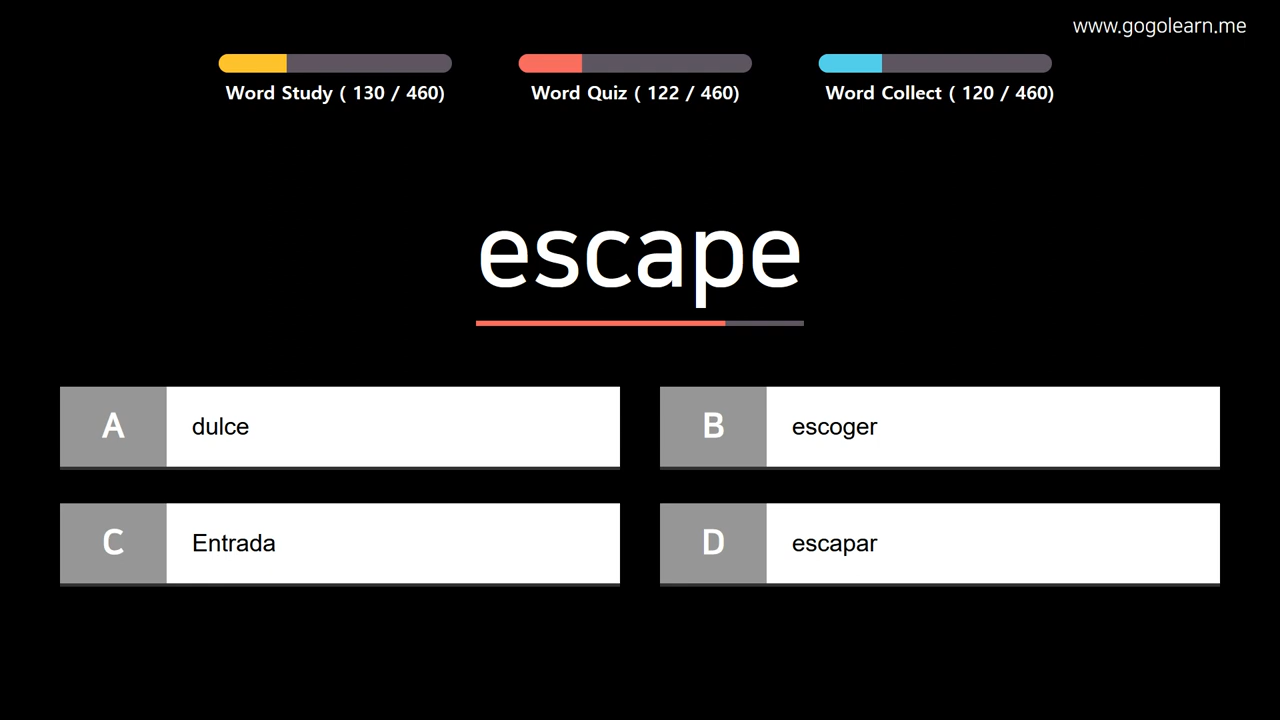 www.gogolearn.me
Word Study ( 130 / 460)
Word Quiz ( 122 / 460)
Word Collect ( 120 / 460)
escape
A dulce
B escoger
C Entrada
D escapar